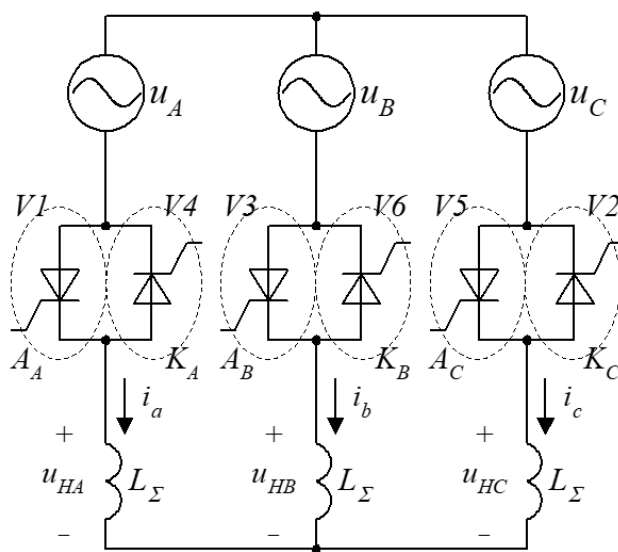 u_A u_B u_C
V1 V4 V3 V6 V5 V2
A_A K_A A_B K_B A_C K_C
i_a i_b i_c
+ + +
u_HA L_Σ u_HB L_Σ u_HC L_Σ
– – –